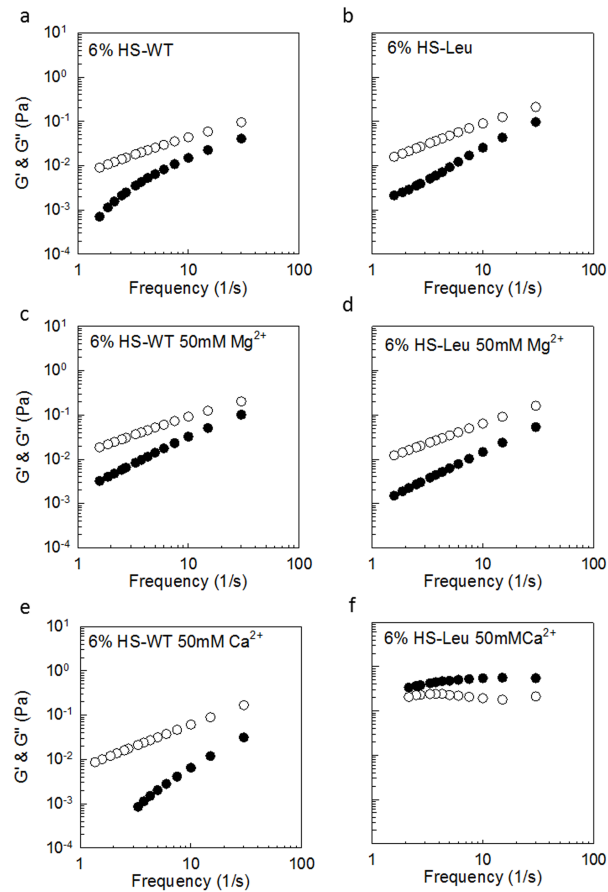 a
b
6% HS-WT
6% HS-Leu
10¹
10⁰
10⁻¹
10⁻²
10⁻³
10⁻⁴
G' & G" (Pa)
1 10 100
1 10 100
Frequency (1/s)
Frequency (1/s)
c
d
6% HS-WT 50mM Mg²⁺
6% HS-Leu 50mM Mg²⁺
10¹
10⁰
10⁻¹
10⁻²
10⁻³
10⁻⁴
G' & G" (Pa)
1 10 100
1 10 100
Frequency (1/s)
Frequency (1/s)
e
f
6% HS-WT 50mM Ca²⁺
6% HS-Leu 50mMCa²⁺
10¹
10⁰
10⁻¹
10⁻²
10⁻³
10⁻⁴
G' & G" (Pa)
1 10 100
1 10 100
Frequency (1/s)
Frequency (1/s)